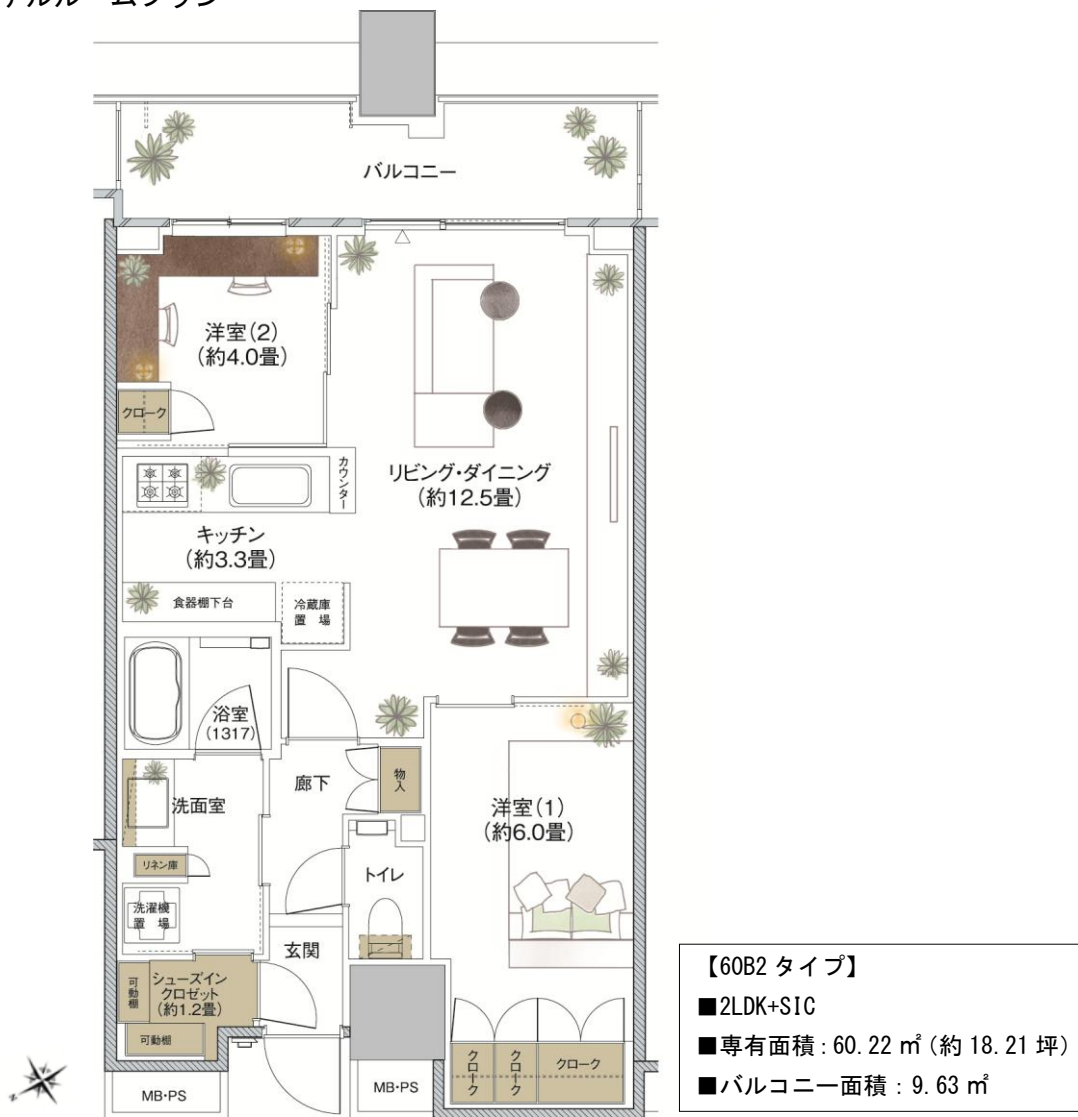 バルコニー
洋室(2)
(約4.0畳)
クローク
カウンター
リビング・ダイニング
(約12.5畳)
キッチン
(約3.3畳)
食器棚下台
冷蔵庫
置場
浴室
(1317)
廊下
物入
洗面室
洋室(1)
(約6.0畳)
リネン庫
トイレ
洗濯機
置場
玄関
シューズイン
クロゼット
(約1.2畳)
可動棚
可動棚
クローク
クローク
クローク
MB・PS
MB・PS
【60B2 タイプ】
■2LDK+SIC
■専有面積:60.22 ㎡(約 18.21 坪)
■バルコニー面積:9.63 ㎡